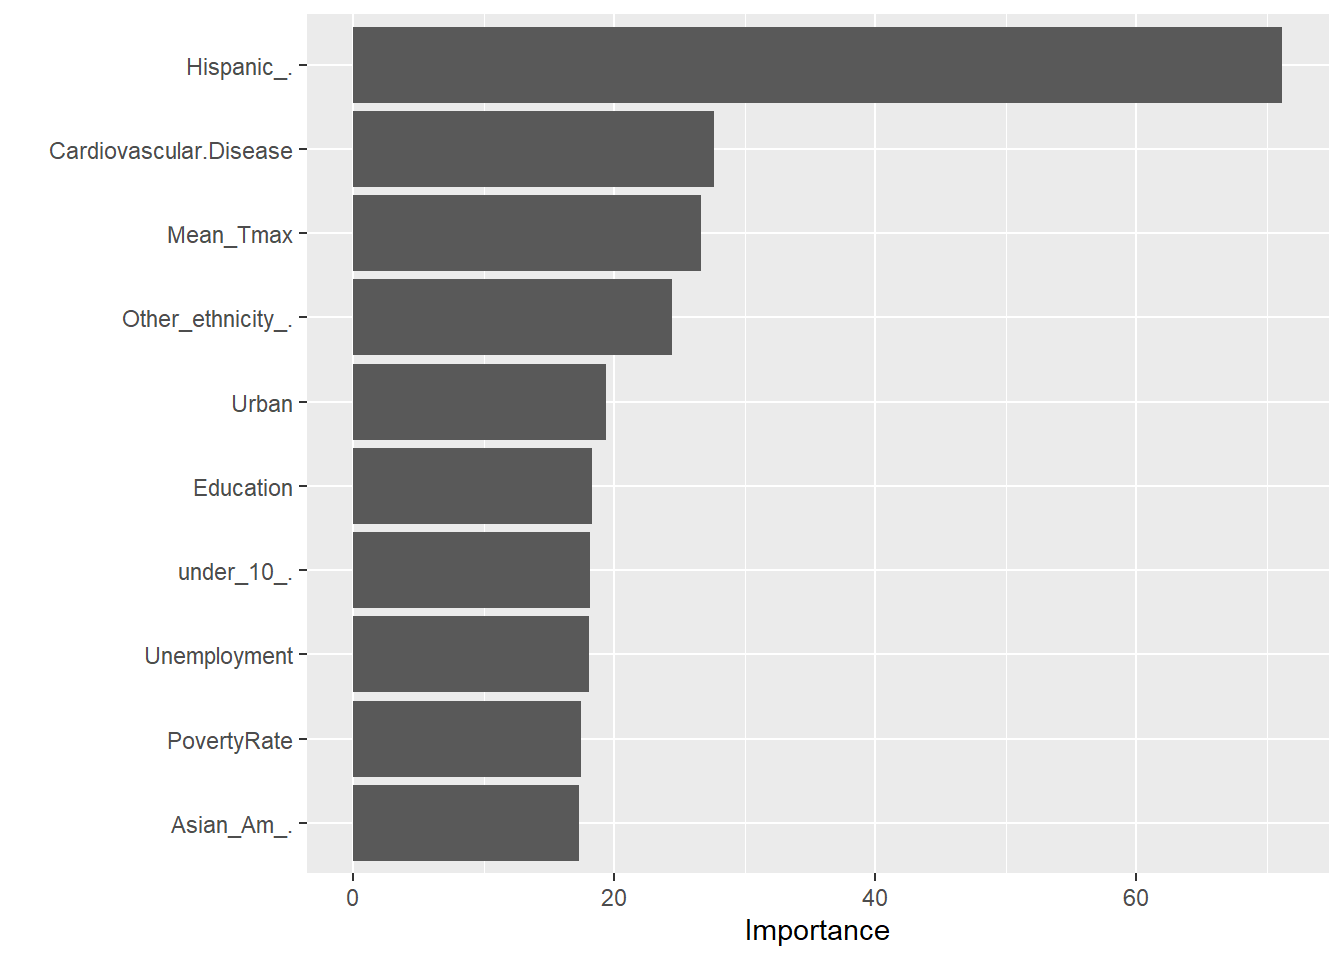 Hispanic_.
Cardiovascular.Disease
Mean_Tmax
Other_ethnicity_.
Urban
Education
under_10_.
Unemployment
PovertyRate
Asian_Am_.
0 20 40 60
Importance